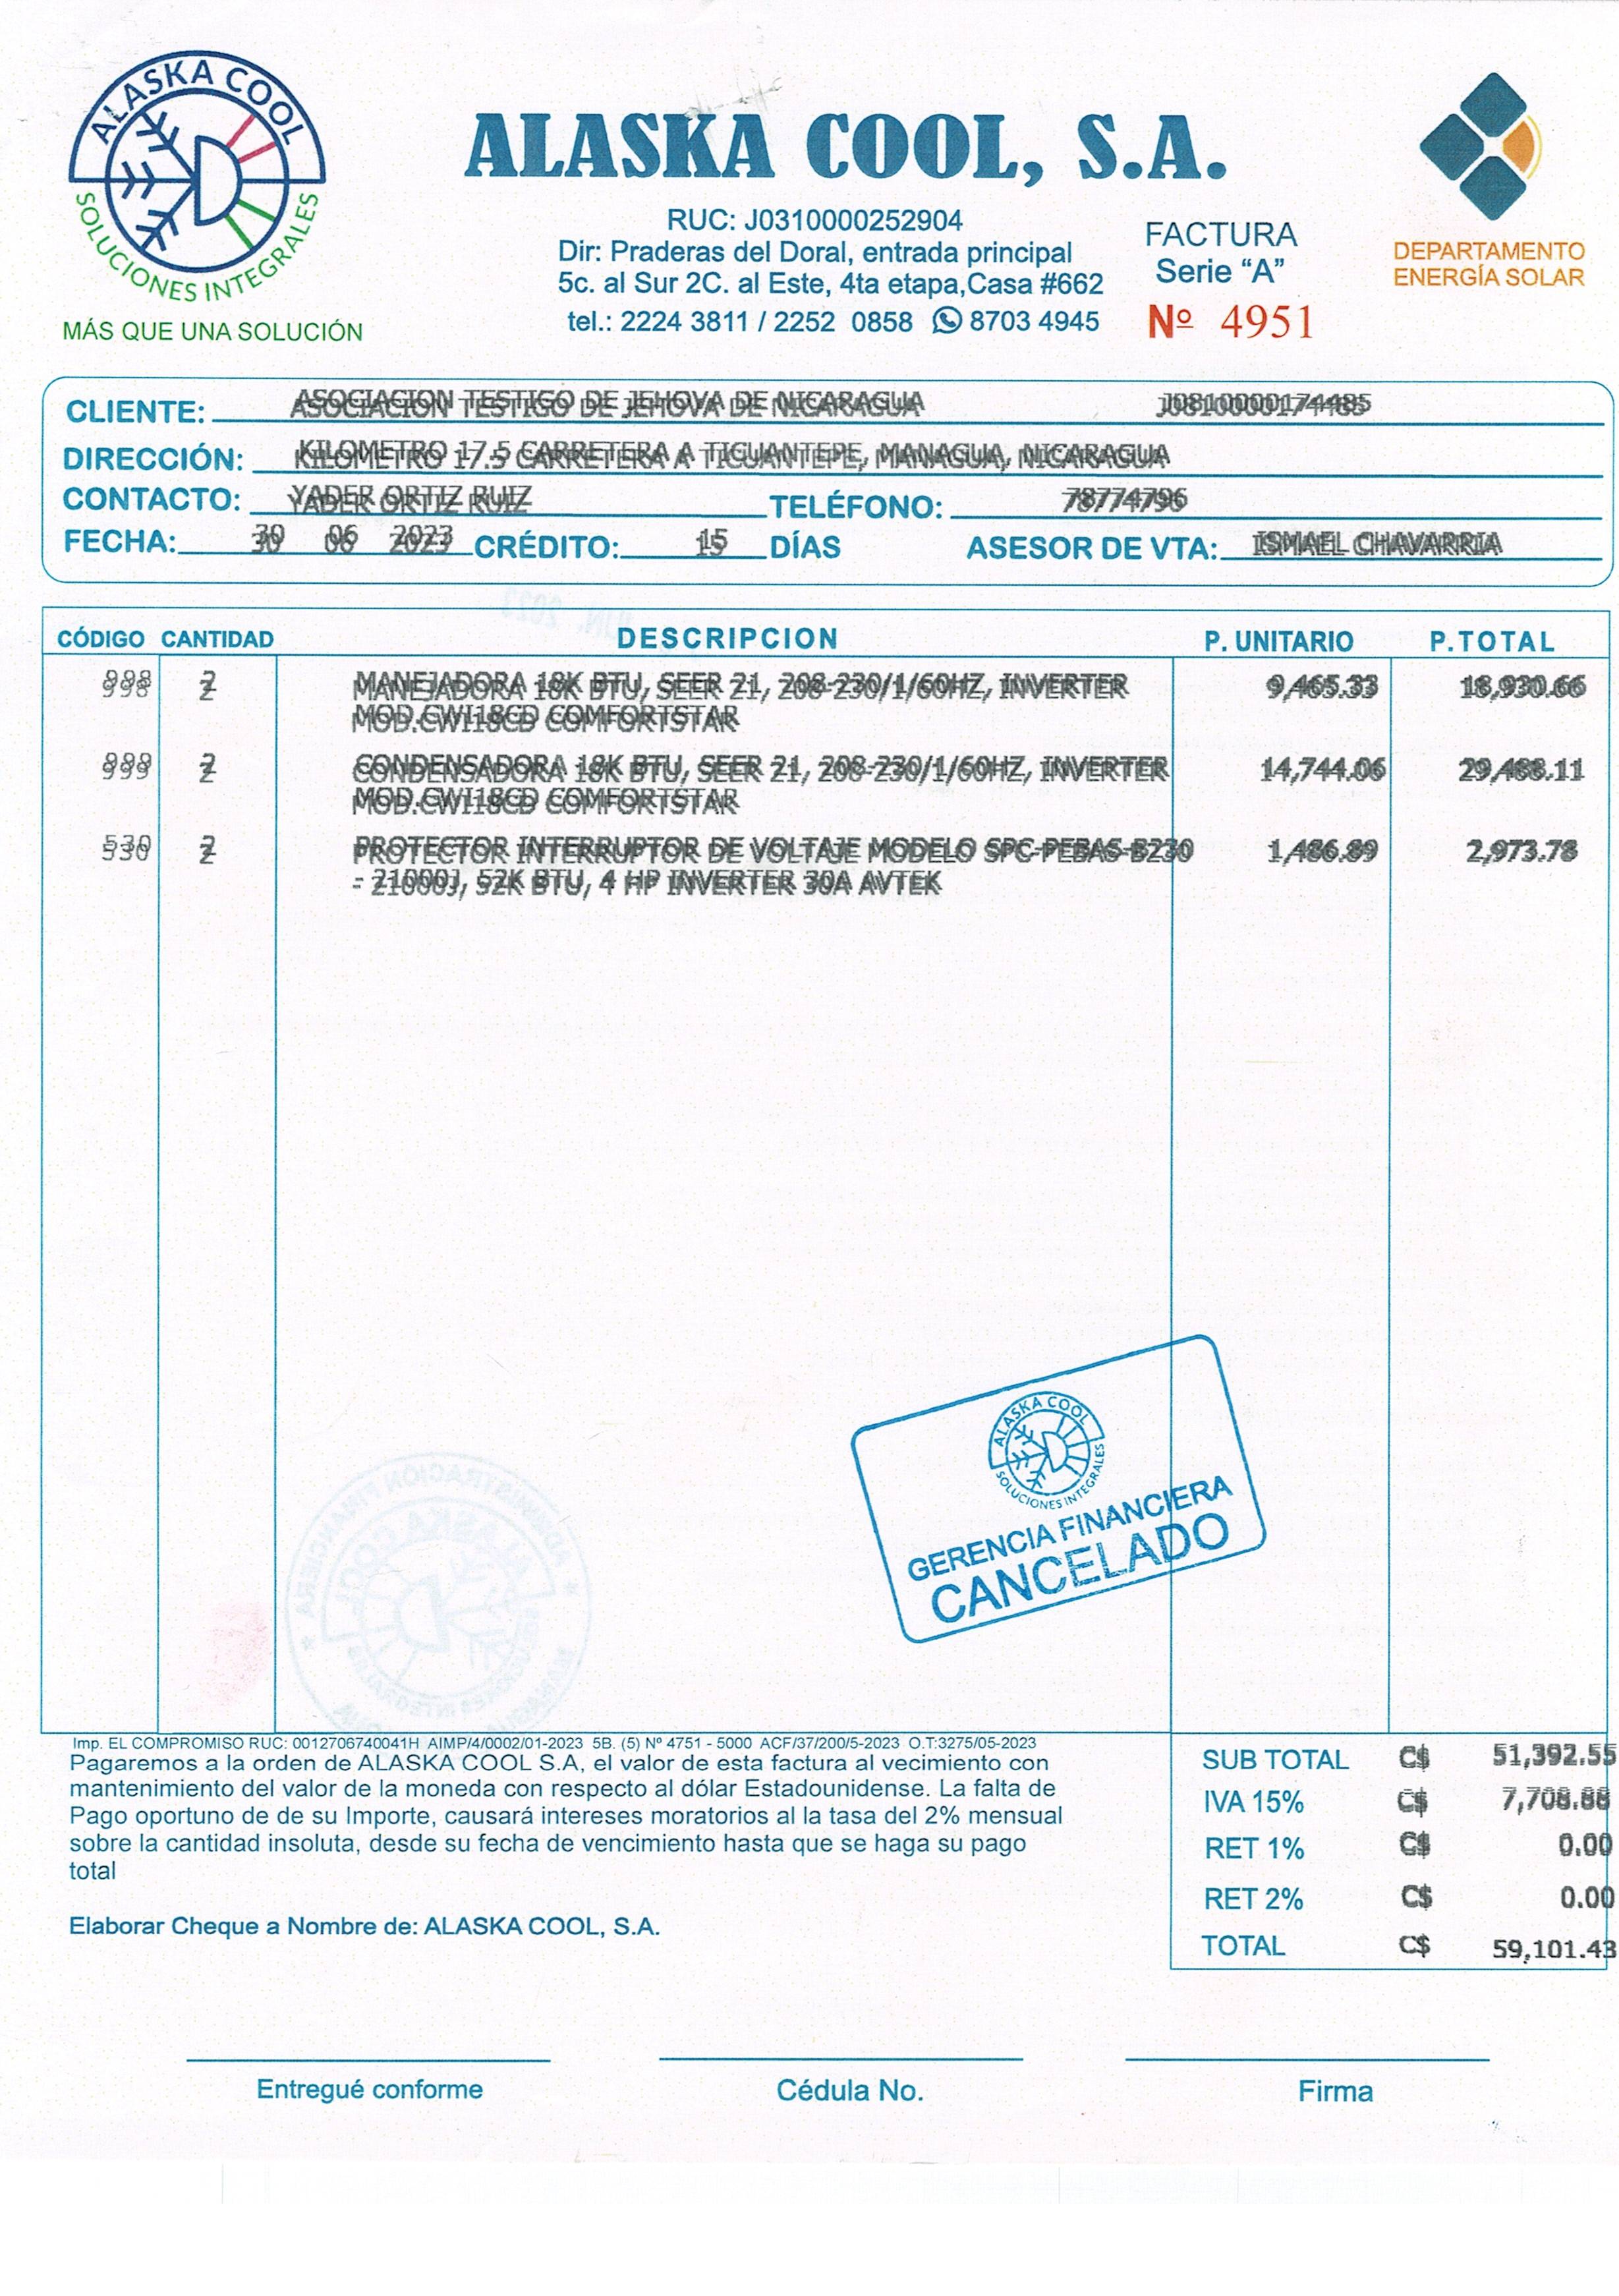 ALASKA COOL
SOLUCIONES INTEGRALES
MÁS QUE UNA SOLUCIÓN
ALASKA COOL, S.A.
RUC: J0310000252904
Dir: Praderas del Doral, entrada principal
5c. al Sur 2C. al Este, 4ta etapa,Casa #662
tel.: 2224 3811 / 2252 0858 8703 4945
FACTURA
Serie "A"
Nº 4951
DEPARTAMENTO
ENERGÍA SOLAR
CLIENTE: ASOCIACION TESTIGO DE JEHOVA DE NICARAGUA J0810000174485
DIRECCIÓN: KILOMETRO 17.5 CARRETERA A TICUANTEPE, MANAGUA, NICARAGUA
CONTACTO: YADER ORTIZ RUIZ TELÉFONO: 78774796
FECHA: 30 06 2023 CRÉDITO: 15 DÍAS ASESOR DE VTA: ISMAEL CHAVARRIA
CÓDIGO CANTIDAD DESCRIPCION P. UNITARIO P. TOTAL
998 2 MANEJADORA 18K BTU, SEER 21, 208-230/1/60HZ, INVERTER 9,465.33 18,930.66
MOD.CWI18CD COMFORTSTAR
999 2 CONDENSADORA 18K BTU, SEER 21, 208-230/1/60HZ, INVERTER 14,744.06 29,488.11
MOD.CWI18CD COMFORTSTAR
530 2 PROTECTOR INTERRUPTOR DE VOLTAJE MODELO SPC-PEBAS-B230 1,486.89 2,973.78
- 21000J, 52K BTU, 4 HP INVERTER 30A AVTEK
ALASKA COOL
SOLUCIONES INTEGRALES
GERENCIA FINANCIERA
CANCELADO
Imp. EL COMPROMISO RUC: 0012706740041H AIMP/4/0002/01-2023 5B. (5) Nº 4751 - 5000 ACF/37/200/5-2023 O.T:3275/05-2023
Pagaremos a la orden de ALASKA COOL S.A, el valor de esta factura al vecimiento con
mantenimiento del valor de la moneda con respecto al dólar Estadounidense. La falta de
Pago oportuno de de su Importe, causará intereses moratorios al la tasa del 2% mensual
sobre la cantidad insoluta, desde su fecha de vencimiento hasta que se haga su pago
total
Elaborar Cheque a Nombre de: ALASKA COOL, S.A.
SUB TOTAL C$ 51,392.55
IVA 15% C$ 7,708.88
RET 1% C$ 0.00
RET 2% C$ 0.00
TOTAL C$ 59,101.43
Entregué conforme
Cédula No.
Firma